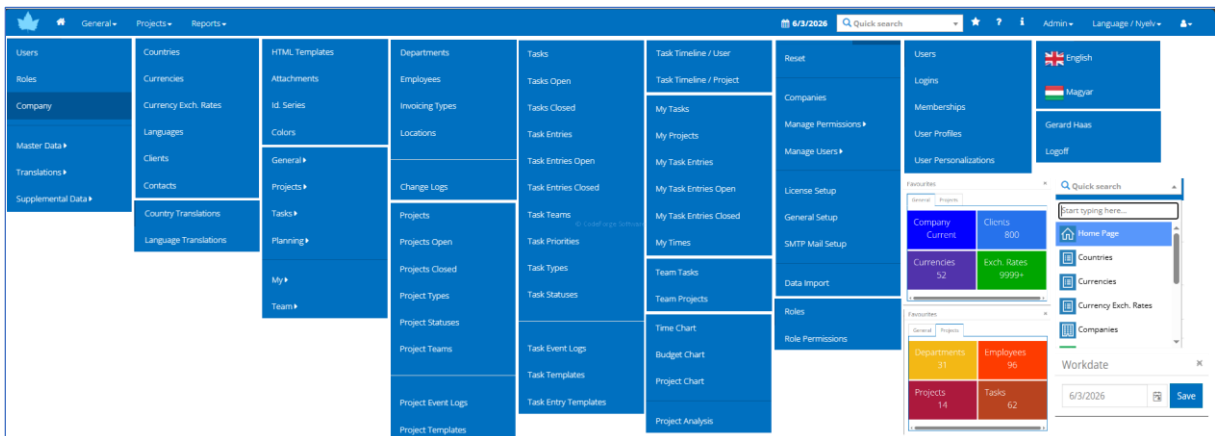 General
Projects
Reports
6/3/2026
Quick search
Admin
Language / Nyelv
Users
Roles
Company
Master Data
Translations
Supplemental Data
Countries
Currencies
Currency Exch. Rates
Languages
Clients
Contacts
Country Translations
Language Translations
HTML Templates
Attachments
Id. Series
Colors
General
Projects
Tasks
Planning
My
Team
Departments
Employees
Invoicing Types
Locations
Change Logs
Projects
Projects Open
Projects Closed
Project Types
Project Statuses
Project Teams
Project Event Logs
Project Templates
Tasks
Tasks Open
Tasks Closed
Task Entries
Task Entries Open
Task Entries Closed
Task Teams
Task Priorities
Task Types
Task Statuses
Task Event Logs
Task Templates
Task Entry Templates
Task Timeline / User
Task Timeline / Project
My Tasks
My Projects
My Task Entries
My Task Entries Open
My Task Entries Closed
My Times
Team Tasks
Team Projects
Time Chart
Budget Chart
Project Chart
Project Analysis
Reset
Companies
Manage Permissions
Manage Users
License Setup
General Setup
SMTP Mail Setup
Data Import
Roles
Role Permissions
Users
Logins
Memberships
User Profiles
User Personalizations
Favourites
General Projects
Company
Current
Clients
800
Currencies
52
Exch. Rates
9999+
Favourites
General Projects
Departments
31
Employees
96
Projects
14
Tasks
62
English
Magyar
Gerard Haas
Logoff
Quick search
Start typing here...
Home Page
Countries
Currencies
Currency Exch. Rates
Companies
Workdate
6/3/2026
Save